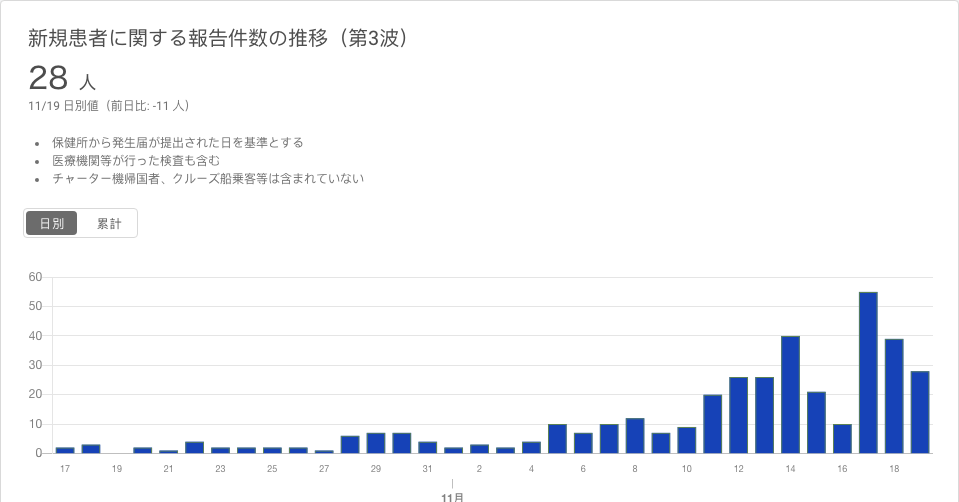 新規患者に関する報告件数の推移（第3波）
28 人
11/19 日別値（前日比: -11 人）
保健所から発生届が提出された日を基準とする
医療機関等が行った検査も含む
チャーター機帰国者、クルーズ船乗客等は含まれていない
日別 累計
60
50
40
30
20
10
0
17 19 21 23 25 27 29 31 2 4 6 8 10 12 14 16 18
11月